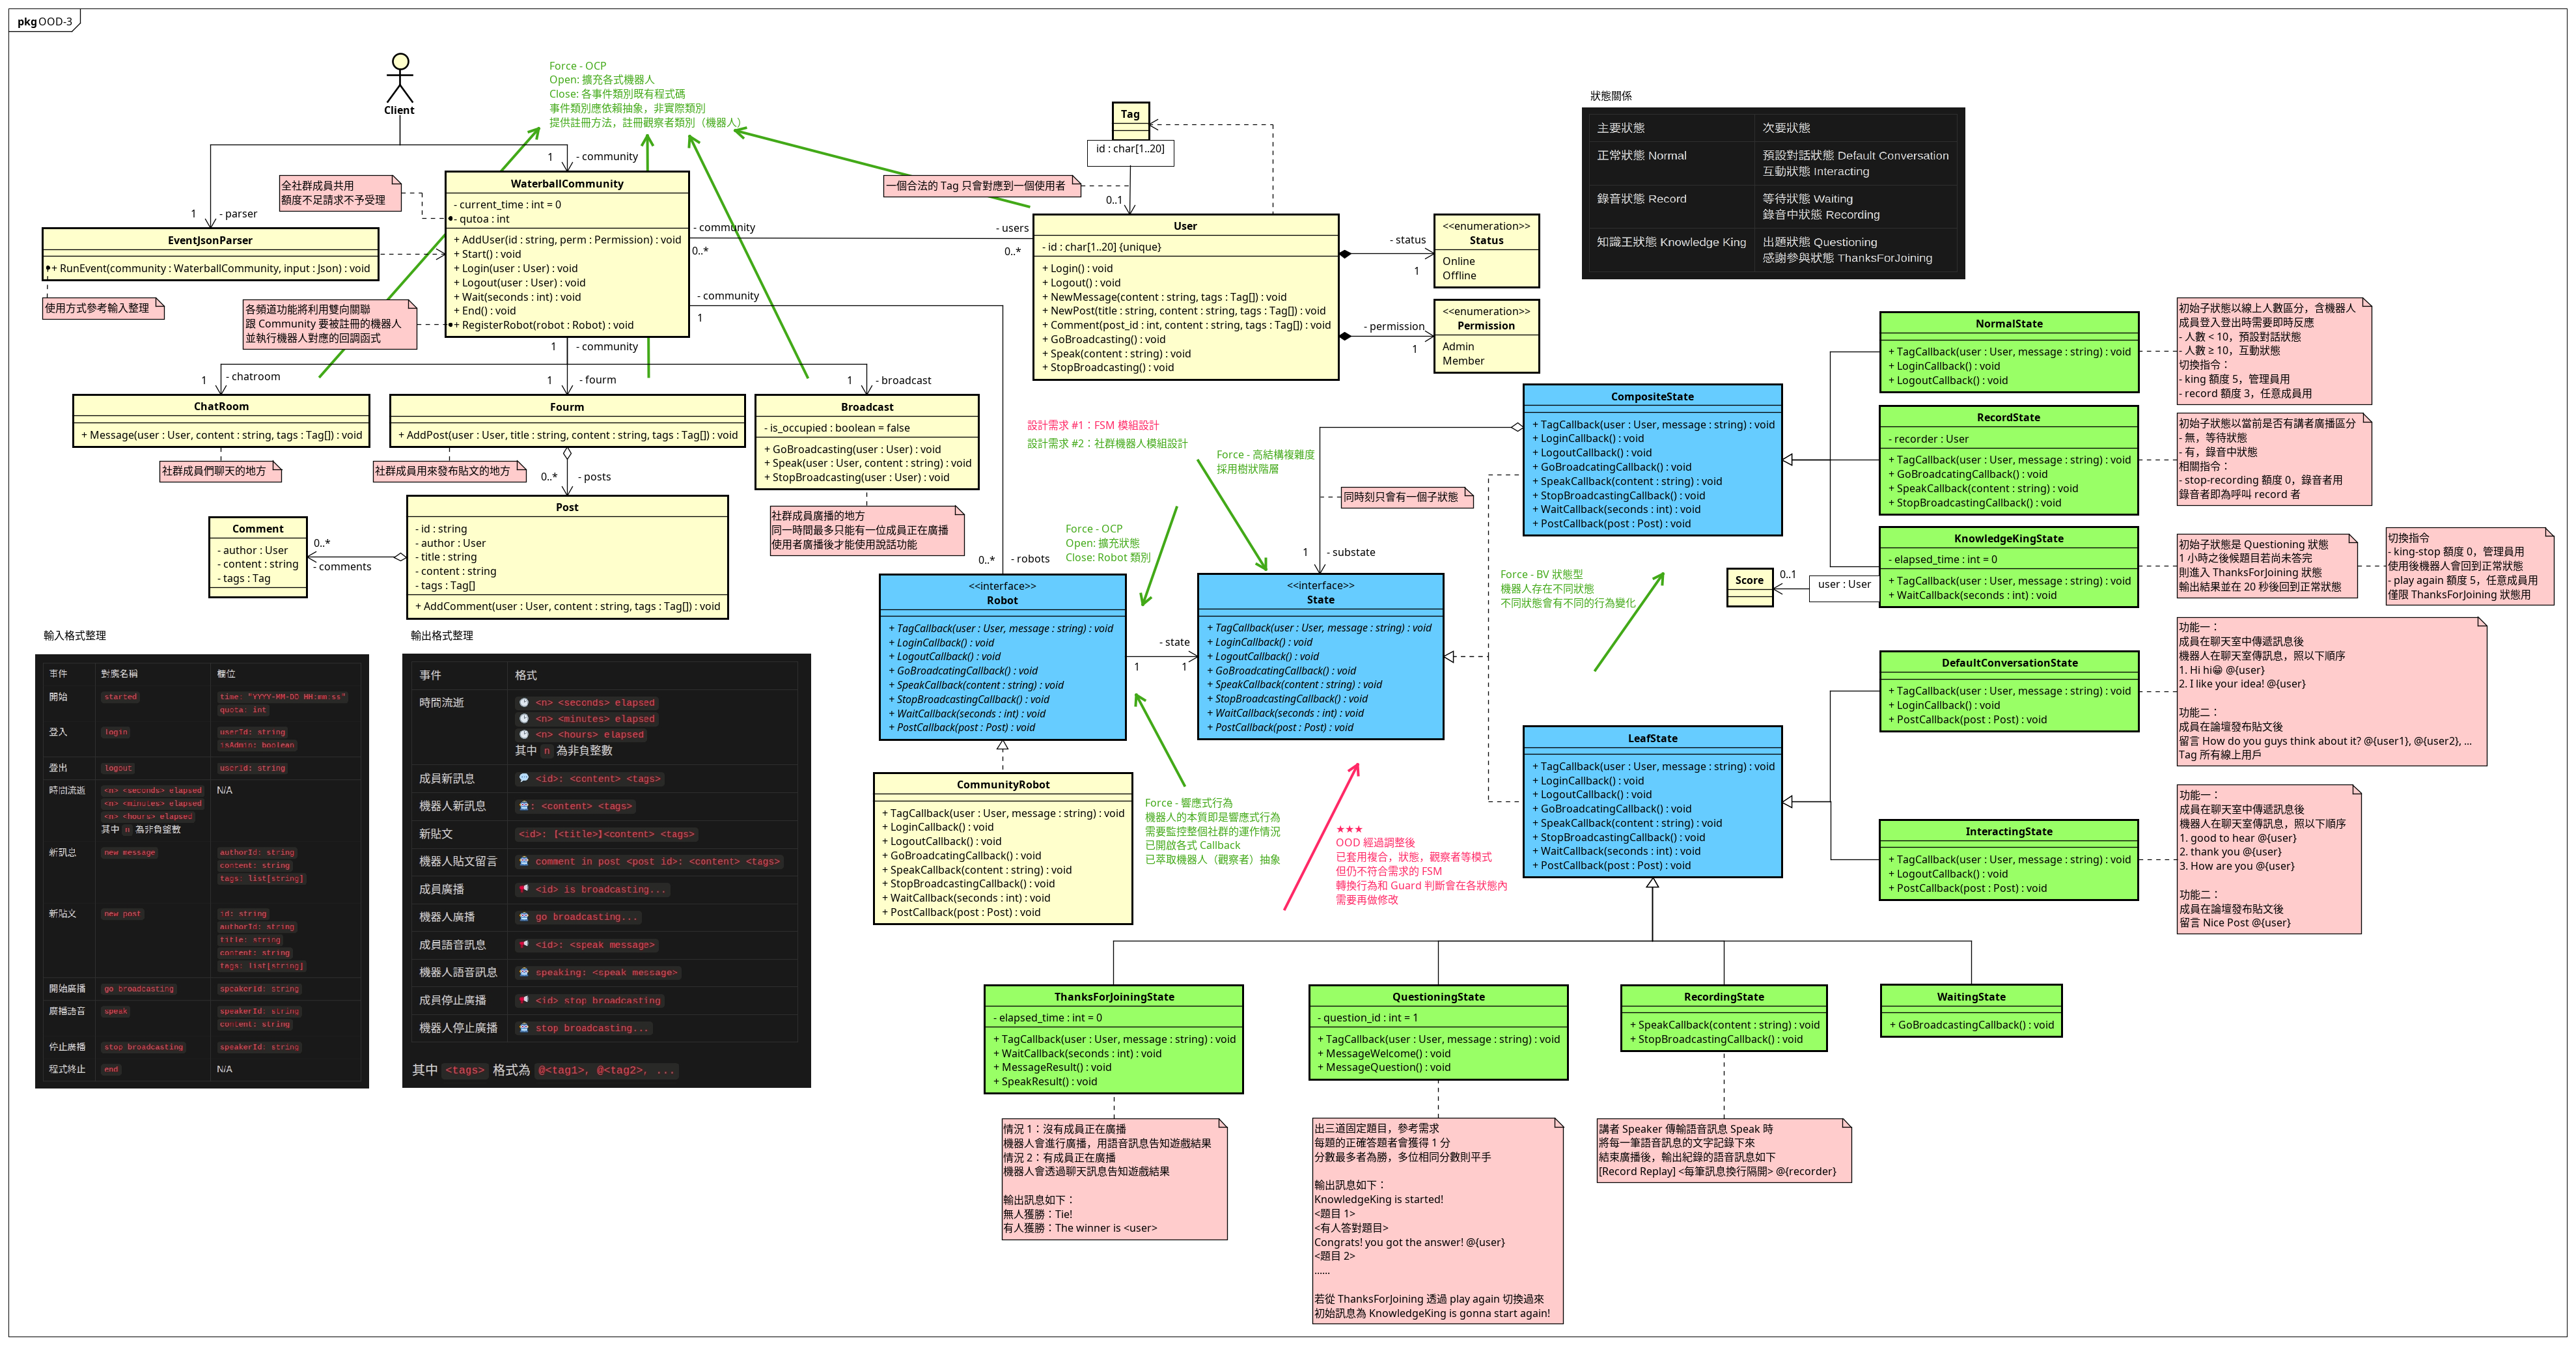 pkg OOD-3
Client
Force - OCP
Open: 擴充各式機器人
Close: 各事件類別既有程式碼
事件類別應依賴抽象，非實際類別
提供註冊方法，註冊觀察者類別（機器人）
1
- community
1
- parser
全社群成員共用
額度不足請求不予受理
EventJsonParser
+ RunEvent(community : WaterballCommunity, input : Json) : void
使用方式參考輸入整理
WaterballCommunity
- current_time : int = 0
- qutoa : int
+ AddUser(id : string, perm : Permission) : void
+ Start() : void
+ Login(user : User) : void
+ Logout(user : User) : void
+ Wait(seconds : int) : void
+ End() : void
+ RegisterRobot(robot : Robot) : void
各頻道功能將利用雙向關聯
跟 Community 要被註冊的機器人
並執行機器人對應的回調函式
- community
0..*
- users
0..*
- community
1
1
- community
Tag
id : char[1..20]
一個合法的 Tag 只會對應到一個使用者
0..1
User
- id : char[1..20] {unique}
+ Login() : void
+ Logout() : void
+ NewMessage(content : string, tags : Tag[]) : void
+ NewPost(title : string, content : string, tags : Tag[]) : void
+ Comment(post_id : int, content : string, tags : Tag[]) : void
+ GoBroadcasting() : void
+ Speak(content : string) : void
+ StopBroadcasting() : void
- status
1
<<enumeration>>
Status
Online
Offline
- permission
1
<<enumeration>>
Permission
Admin
Member
狀態關係
主要狀態
次要狀態
正常狀態 Normal
預設對話狀態 Default Conversation
互動狀態 Interacting
錄音狀態 Record
等待狀態 Waiting
錄音中狀態 Recording
知識王狀態 Knowledge King
出題狀態 Questioning
感謝參與狀態 ThanksForJoining
1
- chatroom
1
- fourm
1
- broadcast
ChatRoom
+ Message(user : User, content : string, tags : Tag[]) : void
社群成員們聊天的地方
Fourm
+ AddPost(user : User, title : string, content : string, tags : Tag[]) : void
社群成員用來發布貼文的地方
0..*
- posts
Broadcast
- is_occupied : boolean = false
+ GoBroadcasting(user : User) : void
+ Speak(user : User, content : string) : void
+ StopBroadcasting(user : User) : void
社群成員廣播的地方
同一時間最多只能有一位成員正在廣播
使用者廣播後才能使用說話功能
Comment
- author : User
- content : string
- tags : Tag
0..*
- comments
Post
- id : string
- author : User
- title : string
- content : string
- tags : Tag[]
+ AddComment(user : User, content : string, tags : Tag[]) : void
設計需求 #1：FSM 模組設計
設計需求 #2：社群機器人模組設計
Force - 高結構複雜度
採用樹狀階層
Force - OCP
Open: 擴充狀態
Close: Robot 類別
同時刻只會有一個子狀態
1
- substate
0..*
- robots
<<interface>>
Robot
+ TagCallback(user : User, message : string) : void
+ LoginCallback() : void
+ LogoutCallback() : void
+ GoBroadcatingCallback() : void
+ SpeakCallback(content : string) : void
+ StopBroadcastingCallback() : void
+ WaitCallback(seconds : int) : void
+ PostCallback(post : Post) : void
- state
1
1
<<interface>>
State
+ TagCallback(user : User, message : string) : void
+ LoginCallback() : void
+ LogoutCallback() : void
+ GoBroadcatingCallback() : void
+ SpeakCallback(content : string) : void
+ StopBroadcastingCallback() : void
+ WaitCallback(seconds : int) : void
+ PostCallback(post : Post) : void
CommunityRobot
+ TagCallback(user : User, message : string) : void
+ LoginCallback() : void
+ LogoutCallback() : void
+ GoBroadcatingCallback() : void
+ SpeakCallback(content : string) : void
+ StopBroadcastingCallback() : void
+ WaitCallback(seconds : int) : void
+ PostCallback(post : Post) : void
Force - 響應式行為
機器人的本質即是響應式行為
需要監控整個社群的運作情況
已開啟各式 Callback
已萃取機器人（觀察者）抽象
★★★
OOD 經過調整後
已套用複合，狀態，觀察者等模式
但仍不符合需求的 FSM
轉換行為和 Guard 判斷會在各狀態內
需要再做修改
Force - BV 狀態型
機器人存在不同狀態
不同狀態會有不同的行為變化
CompositeState
+ TagCallback(user : User, message : string) : void
+ LoginCallback() : void
+ LogoutCallback() : void
+ GoBroadcatingCallback() : void
+ SpeakCallback(content : string) : void
+ StopBroadcastingCallback() : void
+ WaitCallback(seconds : int) : void
+ PostCallback(post : Post) : void
LeafState
+ TagCallback(user : User, message : string) : void
+ LoginCallback() : void
+ LogoutCallback() : void
+ GoBroadcatingCallback() : void
+ SpeakCallback(content : string) : void
+ StopBroadcastingCallback() : void
+ WaitCallback(seconds : int) : void
+ PostCallback(post : Post) : void
NormalState
+ TagCallback(user : User, message : string) : void
+ LoginCallback() : void
+ LogoutCallback() : void
初始子狀態以線上人數區分，含機器人
成員登入登出時需要即時反應
- 人數 < 10，預設對話狀態
- 人數 ≥ 10，互動狀態
切換指令：
- king 額度 5，管理員用
- record 額度 3，任意成員用
RecordState
- recorder : User
+ TagCallback(user : User, message : string) : void
+ GoBroadcatingCallback() : void
+ SpeakCallback(content : string) : void
+ StopBroadcastingCallback() : void
初始子狀態以當前是否有講者廣播區分
- 無，等待狀態
- 有，錄音中狀態
相關指令：
- stop-recording 額度 0，錄音者用
錄音者即為呼叫 record 者
KnowledgeKingState
- elapsed_time : int = 0
+ TagCallback(user : User, message : string) : void
+ WaitCallback(seconds : int) : void
初始子狀態是 Questioning 狀態
1 小時之後候題目若尚未答完
則進入 ThanksForJoining 狀態
輸出結果並在 20 秒後回到正常狀態
切換指令
- king-stop 額度 0，管理員用
使用後機器人會回到正常狀態
- play again 額度 5，任意成員用
僅限 ThanksForJoining 狀態用
Score
0..1
user : User
DefaultConversationState
+ TagCallback(user : User, message : string) : void
+ LoginCallback() : void
+ PostCallback(post : Post) : void
功能一：
成員在聊天室中傳遞訊息後
機器人在聊天室傳訊息，照以下順序
1. Hi hi😁 @{user}
2. I like your idea! @{user}
功能二：
成員在論壇發布貼文後
留言 How do you guys think about it? @{user1}, @{user2}, ...
Tag 所有線上用戶
InteractingState
+ TagCallback(user : User, message : string) : void
+ LogoutCallback() : void
+ PostCallback(post : Post) : void
功能一：
成員在聊天室中傳遞訊息後
機器人在聊天室傳訊息，照以下順序
1. good to hear @{user}
2. thank you @{user}
3. How are you @{user}
功能二：
成員在論壇發布貼文後
留言 Nice Post @{user}
輸入格式整理
事件
對應名稱
欄位
開始
started
time: "YYYY-MM-DD HH:mm:ss"
quota: int
登入
login
userId: string
isAdmin: boolean
登出
logout
userId: string
時間流逝
<n> <seconds> elapsed
<n> <minutes> elapsed
<n> <hours> elapsed
其中 n 為非負整數
N/A
新訊息
new message
authorId: string
content: string
tags: list[string]
新貼文
new post
id: string
authorId: string
title: string
content: string
tags: list[string]
開始廣播
go broadcasting
speakerId: string
廣播語音
speak
speakerId: string
content: string
停止廣播
stop broadcasting
speakerId: string
程式終止
end
N/A
輸出格式整理
事件
格式
時間流逝
🕑 <n> <seconds> elapsed
🕑 <n> <minutes> elapsed
🕑 <n> <hours> elapsed
其中 n 為非負整數
成員新訊息
💬 <id>: <content> <tags>
機器人新訊息
🤖: <content> <tags>
新貼文
<id>: [<title>]<content> <tags>
機器人貼文留言
🤖 comment in post <post id>: <content> <tags>
成員廣播
📢 <id> is broadcasting...
機器人廣播
🤖 go broadcasting...
成員語音訊息
📢 <id>: <speak message>
機器人語音訊息
🤖 speaking: <speak message>
成員停止廣播
📢 <id> stop broadcasting
機器人停止廣播
🤖 stop broadcasting...
其中 <tags> 格式為 @<tag1>, @<tag2>, ...
ThanksForJoiningState
- elapsed_time : int = 0
+ TagCallback(user : User, message : string) : void
+ WaitCallback(seconds : int) : void
+ MessageResult() : void
+ SpeakResult() : void
情況 1：沒有成員正在廣播
機器人會進行廣播，用語音訊息告知遊戲結果
情況 2：有成員正在廣播
機器人會透過聊天訊息告知遊戲結果
輸出訊息如下：
無人獲勝：Tie!
有人獲勝：The winner is <user>
QuestioningState
- question_id : int = 1
+ TagCallback(user : User, message : string) : void
+ MessageWelcome() : void
+ MessageQuestion() : void
出三道固定題目，參考需求
每題的正確答題者會獲得 1 分
分數最多者為勝，多位相同分數則平手
輸出訊息如下：
KnowledgeKing is started!
<題目 1>
<有人答對題目>
Congrats! you got the answer! @{user}
<題目 2>
......
若從 ThanksForJoining 透過 play again 切換過來
初始訊息為 KnowledgeKing is gonna start again!
RecordingState
+ SpeakCallback(content : string) : void
+ StopBroadcastingCallback() : void
講者 Speaker 傳輸語音訊息 Speak 時
將每一筆語音訊息的文字記錄下來
結束廣播後，輸出紀錄的語音訊息如下
[Record Replay] <每筆訊息換行隔開> @{recorder}
WaitingState
+ GoBroadcastingCallback() : void